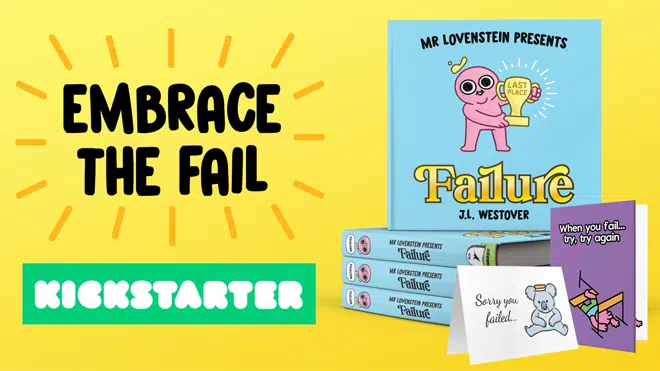 EMBRACE
THE FAIL
KICKSTARTER
MR LOVENSTEIN PRESENTS
LAST
PLACE
Failure
J.L. WESTOVER
MR LOVENSTEIN PRESENTS
Failure
MR LOVENSTEIN PRESENTS
Failure
MR LOVENSTEIN PRESENTS
Failure
Sorry you
failed...
When you fail...
try, try again